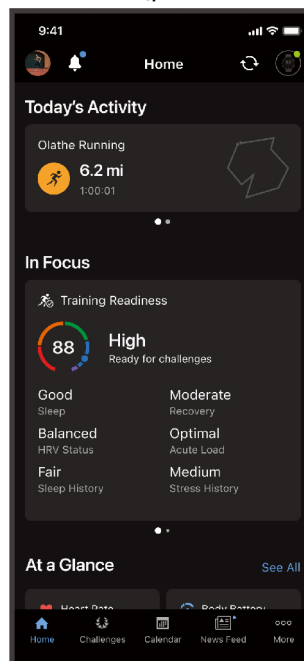 9:41
Home
Today's Activity
Olathe Running
6.2 mi
1:00:01
In Focus
Training Readiness
88
High
Ready for challenges
Good
Sleep
Moderate
Recovery
Balanced
HRV Status
Optimal
Acute Load
Fair
Sleep History
Medium
Stress History
At a Glance
See All
Heart Rate
Body Battery
Home
Challenges
Calendar
News Feed
More